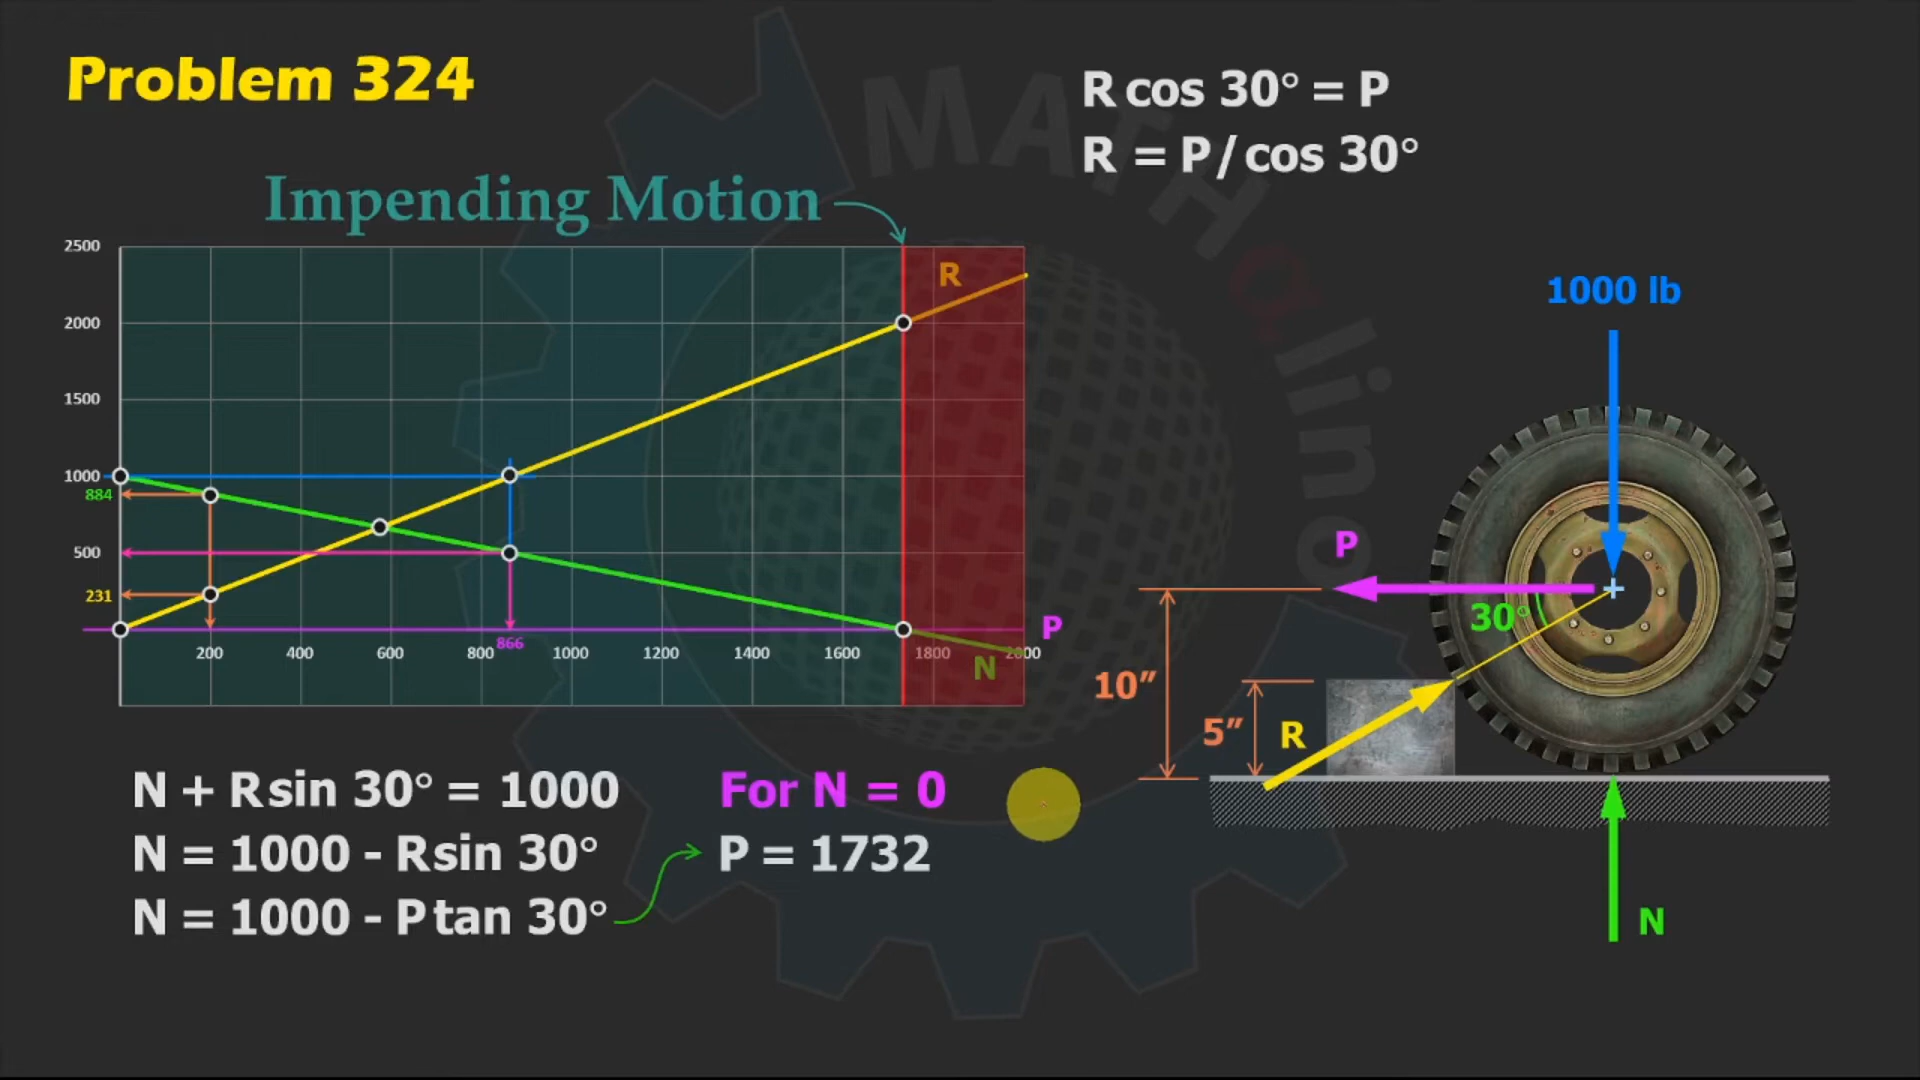 Problem 324
R cos 30° = P
R = P/cos 30°
Impending Motion
MATHalino
2500
2000
1500
1000
884
500
231
R
P
N
200 400 600 800 866 1000 1200 1400 1600 1800 2000
1000 lb
P
30°
10”
5”
R
N
N + R sin 30° = 1000
N = 1000 - R sin 30°
N = 1000 - P tan 30°
For N = 0
P = 1732